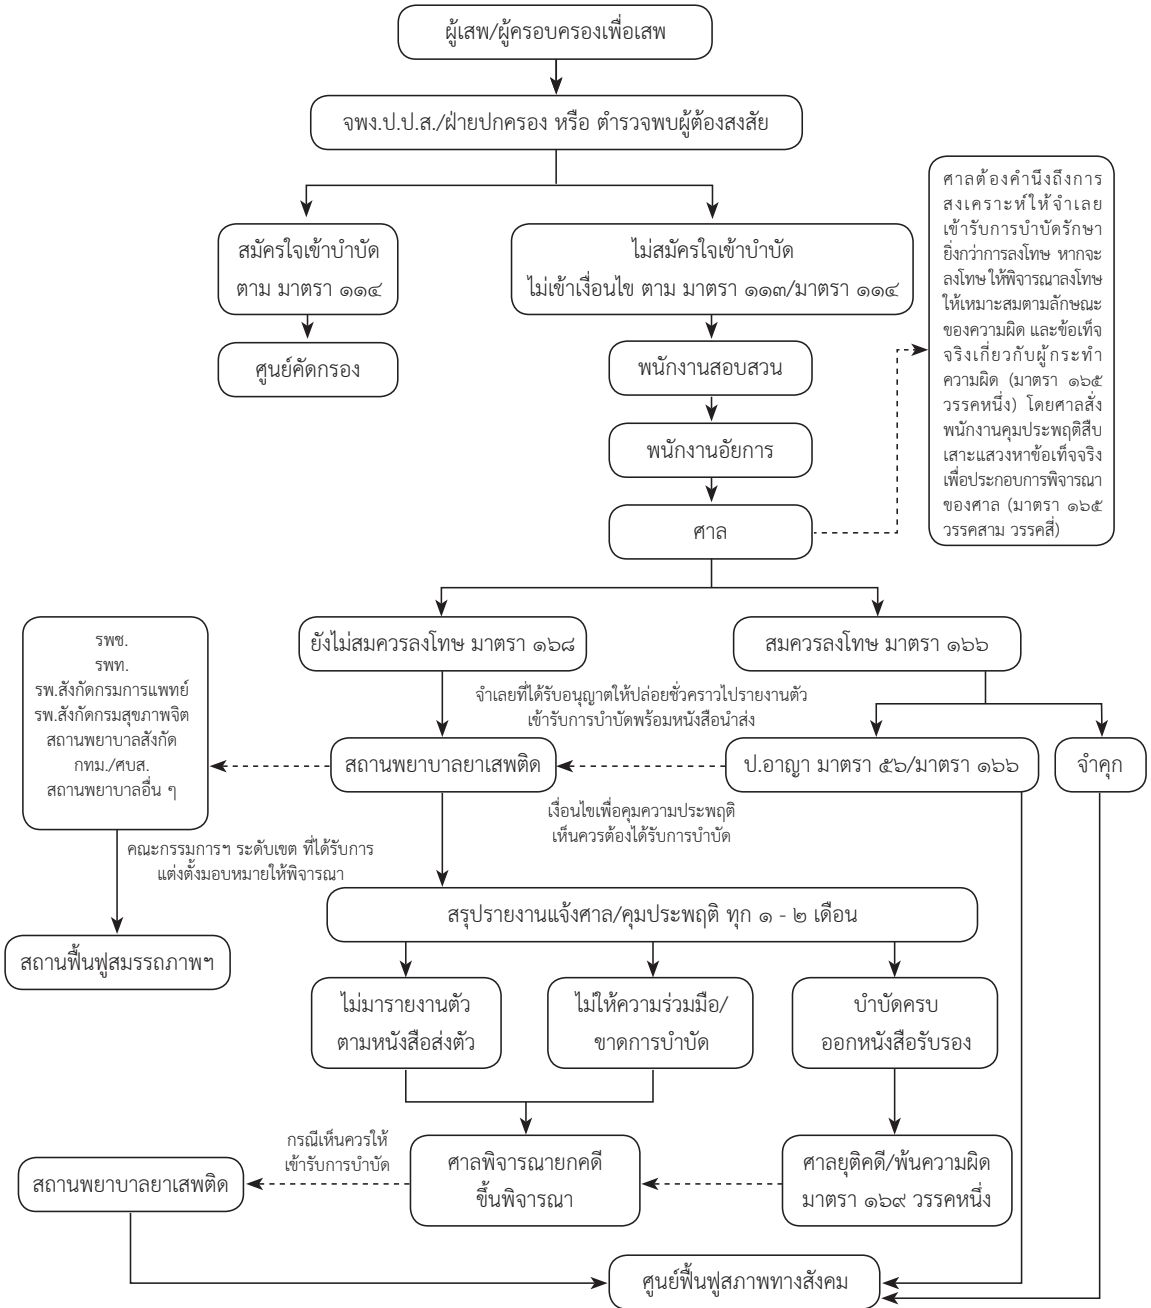 ผู้เสพ/ผู้ครอบครองเพื่อเสพ
จพง.ป.ป.ส./ฝ่ายปกครอง หรือ ตำรวจพบผู้ต้องสงสัย
สมัครใจเข้าบำบัด
ตาม มาตรา ๑๑๔
ไม่สมัครใจเข้าบำบัด
ไม่เข้าเงื่อนไข ตาม มาตรา ๑๑๓/มาตรา ๑๑๔
ศูนย์คัดกรอง
พนักงานสอบสวน
พนักงานอัยการ
ศาล
ศาลต้องคำนึงถึงการ
สงเคราะห์ให้จำเลย
เข้ารับการบำบัดรักษา
ยิ่งกว่าการลงโทษ หากจะ
ลงโทษ ให้พิจารณาลงโทษ
ให้เหมาะสมตามลักษณะ
ของความผิด และข้อเท็จ
จริงเกี่ยวกับผู้กระทำ
ความผิด (มาตรา ๑๖๕
วรรคหนึ่ง) โดยศาลสั่ง
พนักงานคุมประพฤติสืบ
เสาะแสวงหาข้อเท็จจริง
เพื่อประกอบการพิจารณา
ของศาล (มาตรา ๑๖๕
วรรคสาม วรรคสี่)
ยังไม่สมควรลงโทษ มาตรา ๑๖๘
สมควรลงโทษ มาตรา ๑๖๖
รพช.
รพท.
รพ.สังกัดกรมการแพทย์
รพ.สังกัดกรมสุขภาพจิต
สถานพยาบาลสังกัด
กทม./ศบส.
สถานพยาบาลอื่น ๆ
จำเลยที่ได้รับอนุญาตให้ปล่อยชั่วคราวไปรายงานตัว
เข้ารับการบำบัดพร้อมหนังสือนำส่ง
สถานพยาบาลยาเสพติด
ป.อาญา มาตรา ๕๖/มาตรา ๑๖๖
จำคุก
เงื่อนไขเพื่อคุมความประพฤติ
เห็นควรต้องได้รับการบำบัด
คณะกรรมการฯ ระดับเขต ที่ได้รับการ
แต่งตั้งมอบหมายให้พิจารณา
สรุปรายงานแจ้งศาล/คุมประพฤติ ทุก ๑ - ๒ เดือน
สถานฟื้นฟูสมรรถภาพฯ
ไม่มารายงานตัว
ตามหนังสือส่งตัว
ไม่ให้ความร่วมมือ/
ขาดการบำบัด
บำบัดครบ
ออกหนังสือรับรอง
กรณีเห็นควรให้
เข้ารับการบำบัด
สถานพยาบาลยาเสพติด
ศาลพิจารณายกคดี
ขึ้นพิจารณา
ศาลยุติคดี/พ้นความผิด
มาตรา ๑๖๙ วรรคหนึ่ง
ศูนย์ฟื้นฟูสภาพทางสังคม